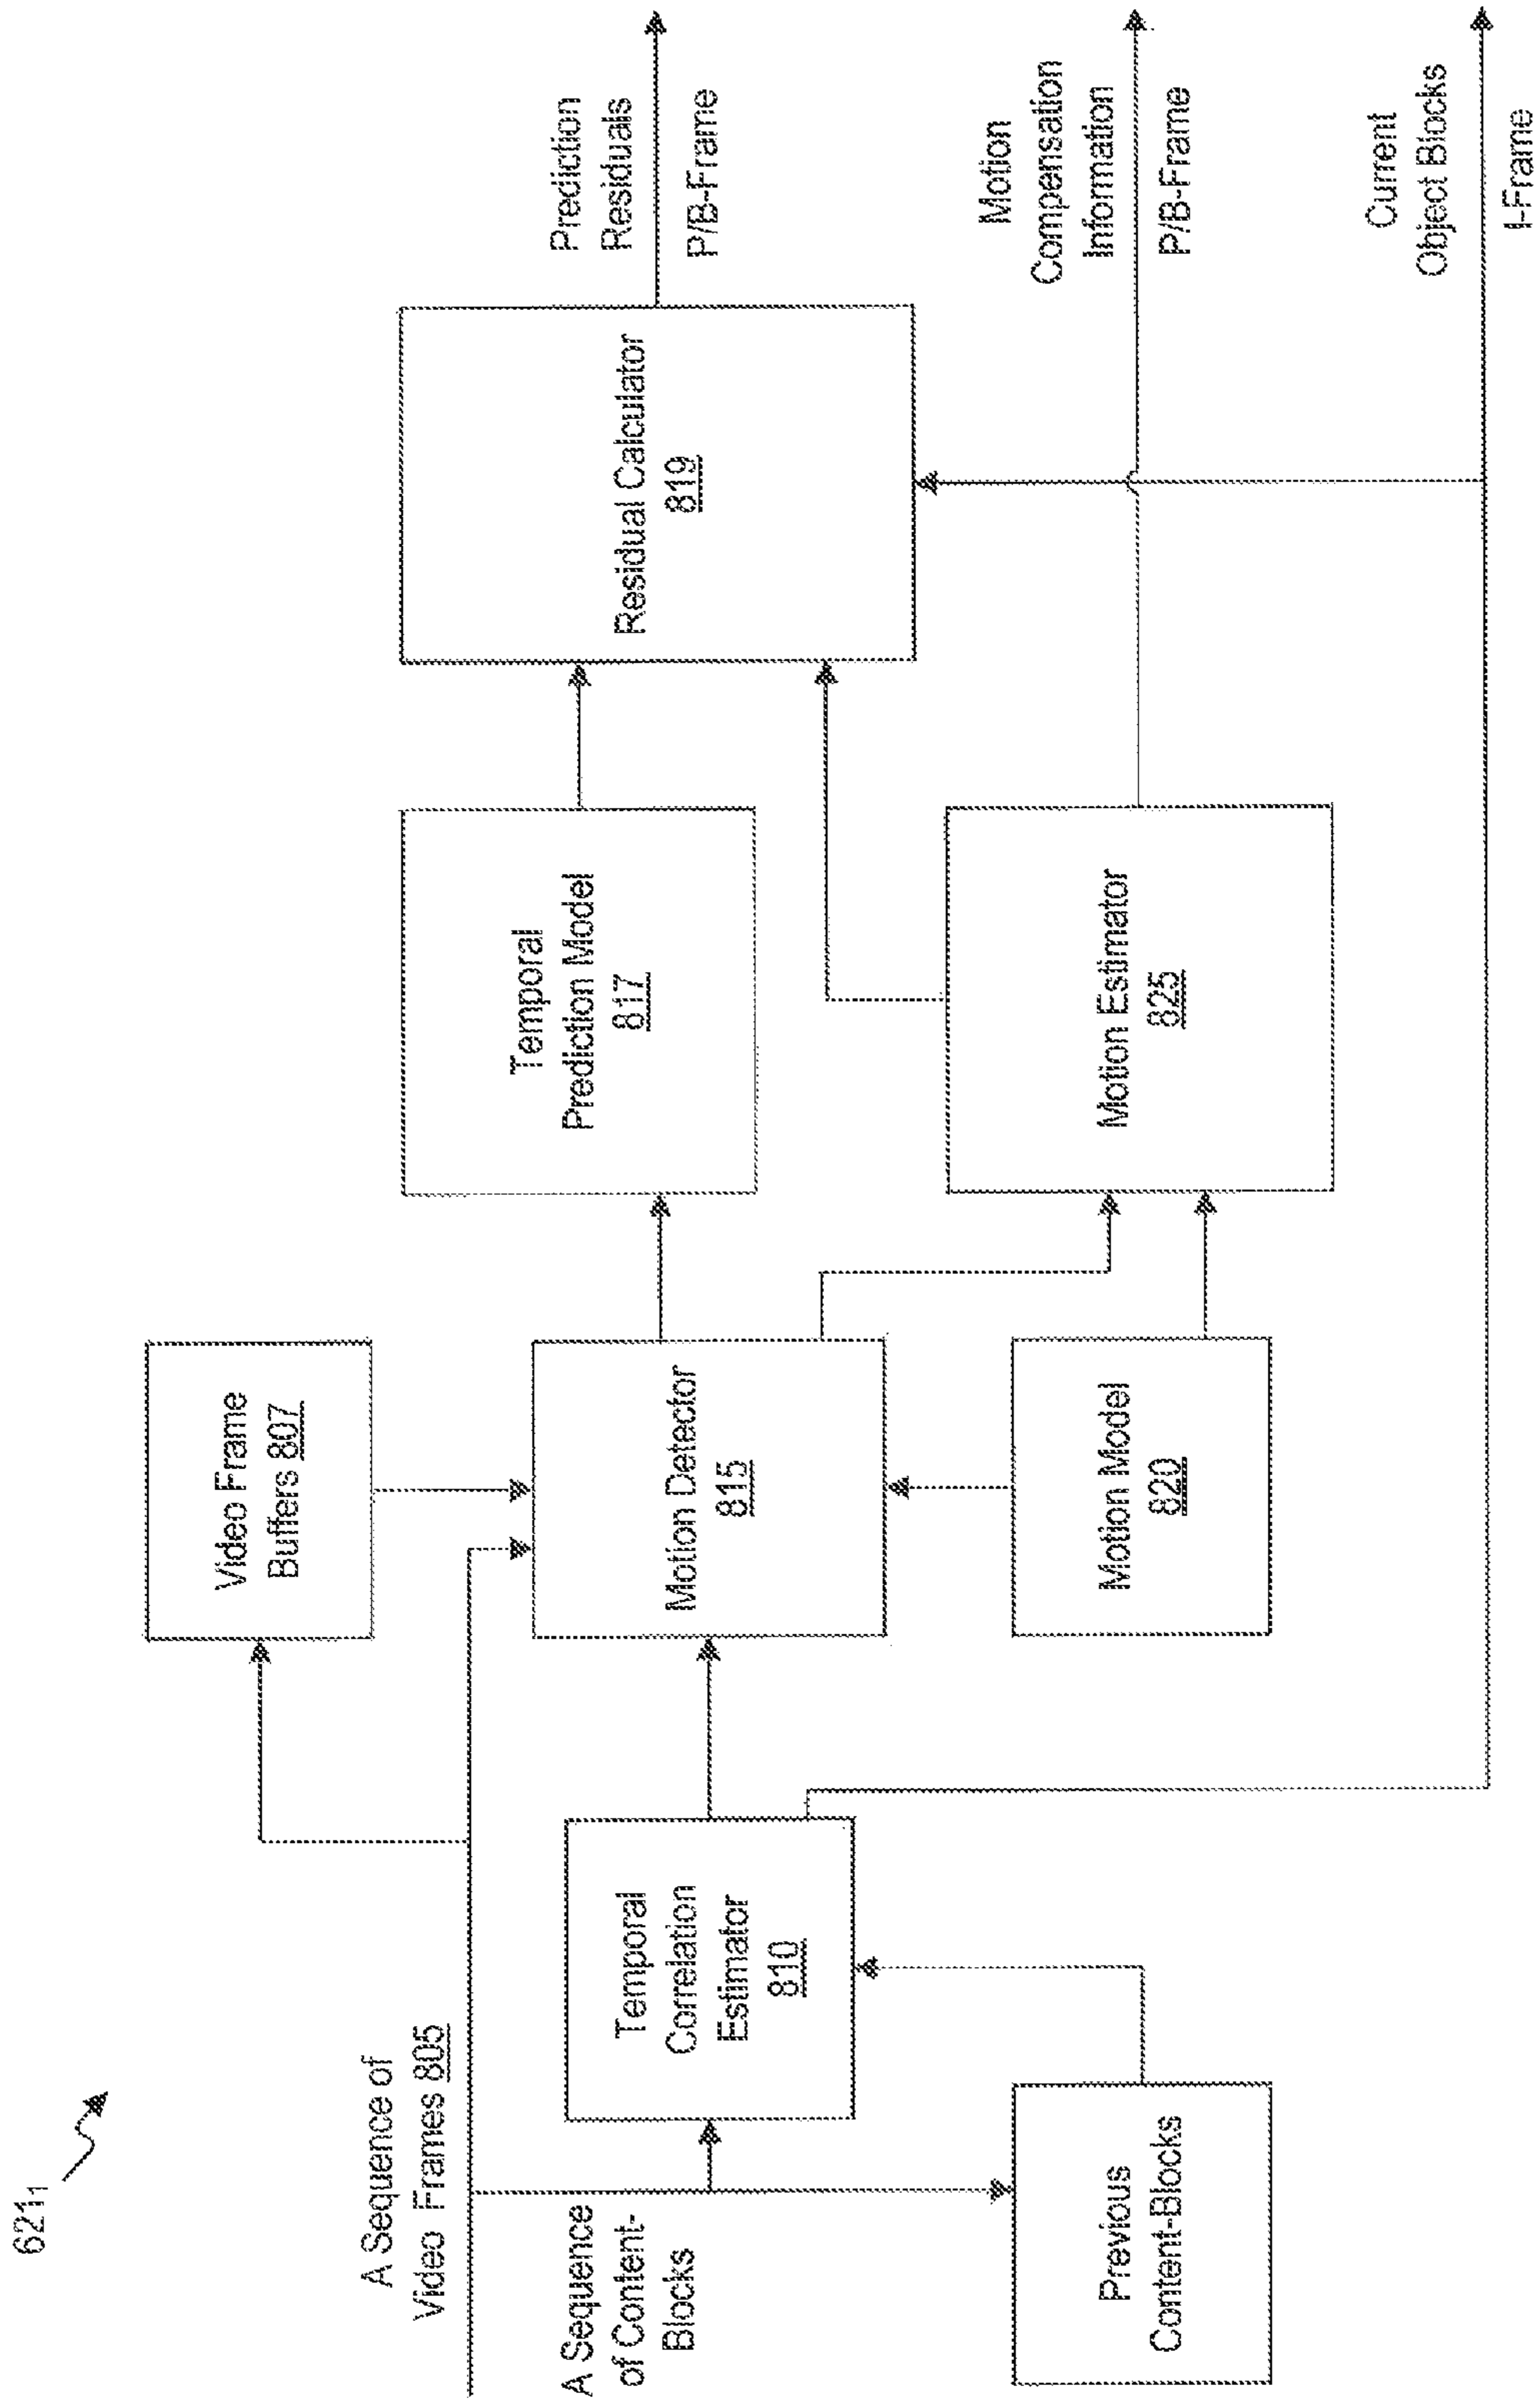 621₁
A Sequence of
Video Frames 805
A Sequence
of Content-
Blocks
Previous
Content-Blocks
Temporal
Correlation
Estimator
810
Video Frame
Buffers 807
Motion Detector
815
Motion Model
820
Temporal
Prediction Model
817
Motion Estimator
825
Residual Calculator
819
Prediction
Residuals
P/B-Frame
Motion
Compensation
Information
P/B-Frame
Current
Object Blocks
I-Frame